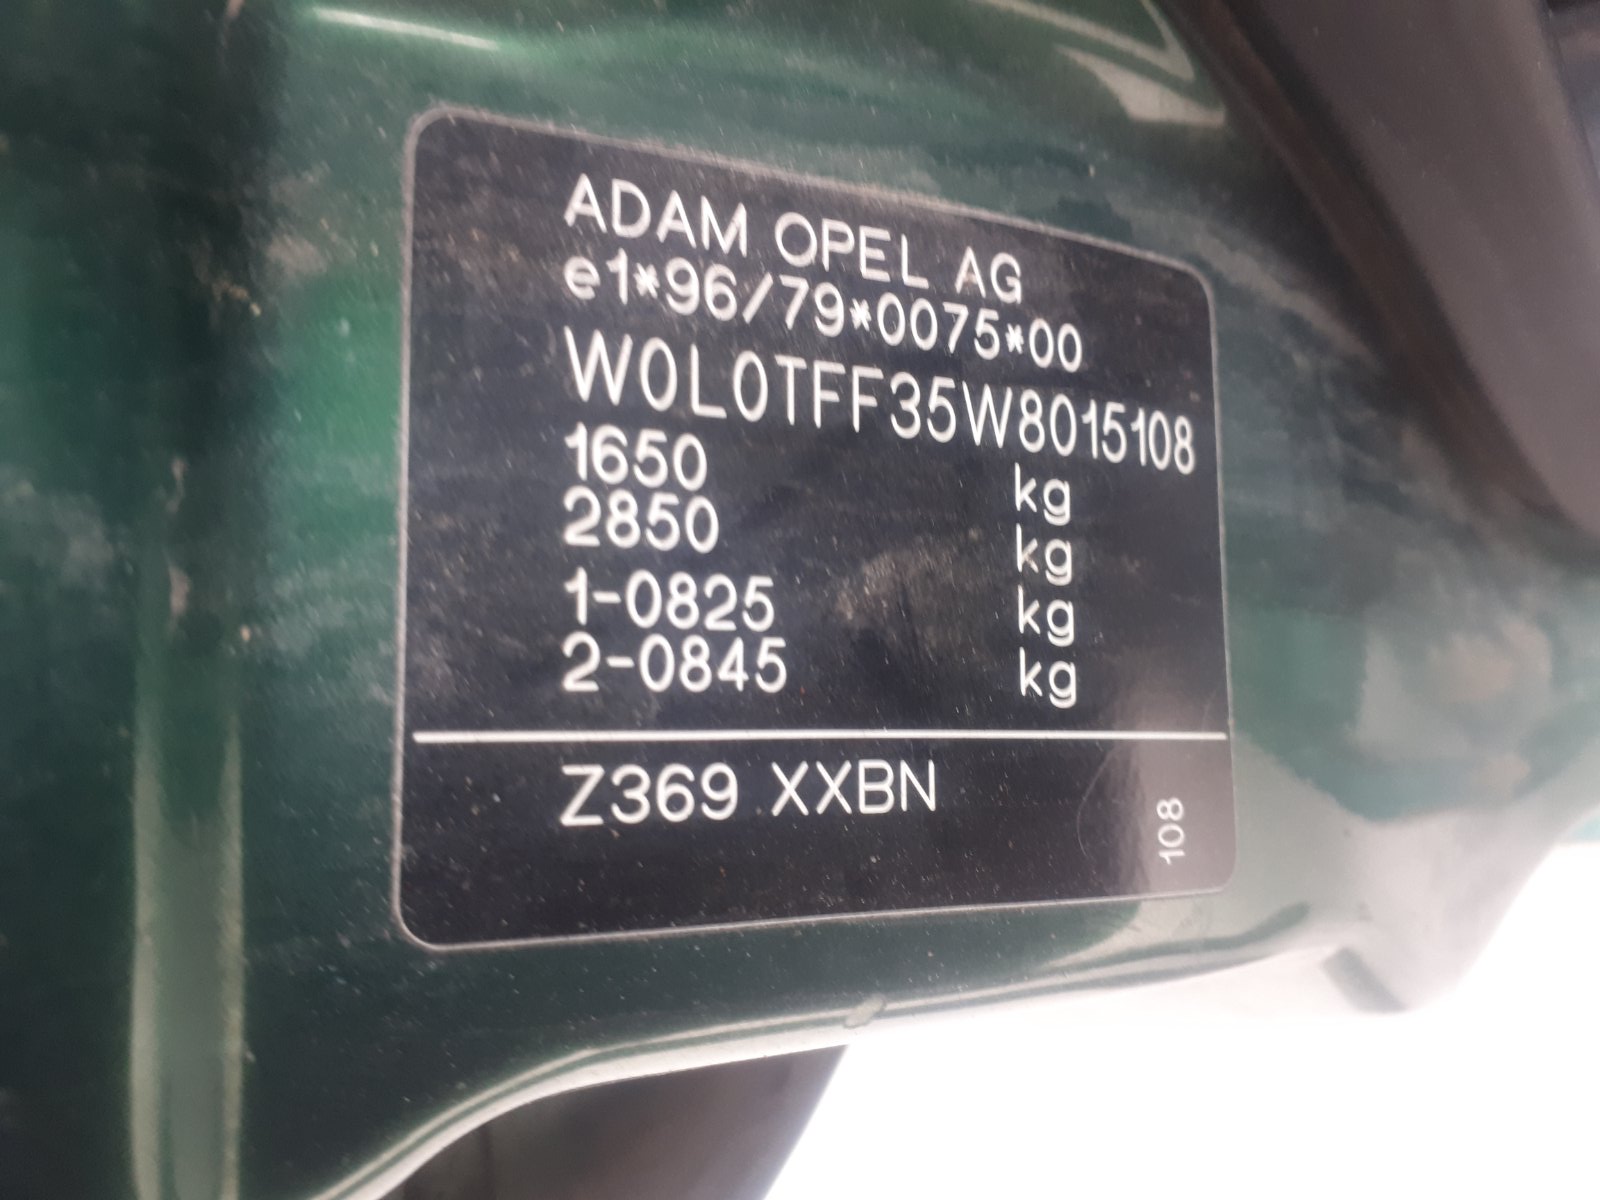 ADAM OPEL AG
e1*96/79*0075*00
W0L0TFF35W8015108
1650 kg
2850 kg
1-0825 kg
2-0845 kg
Z369 XXBN
108